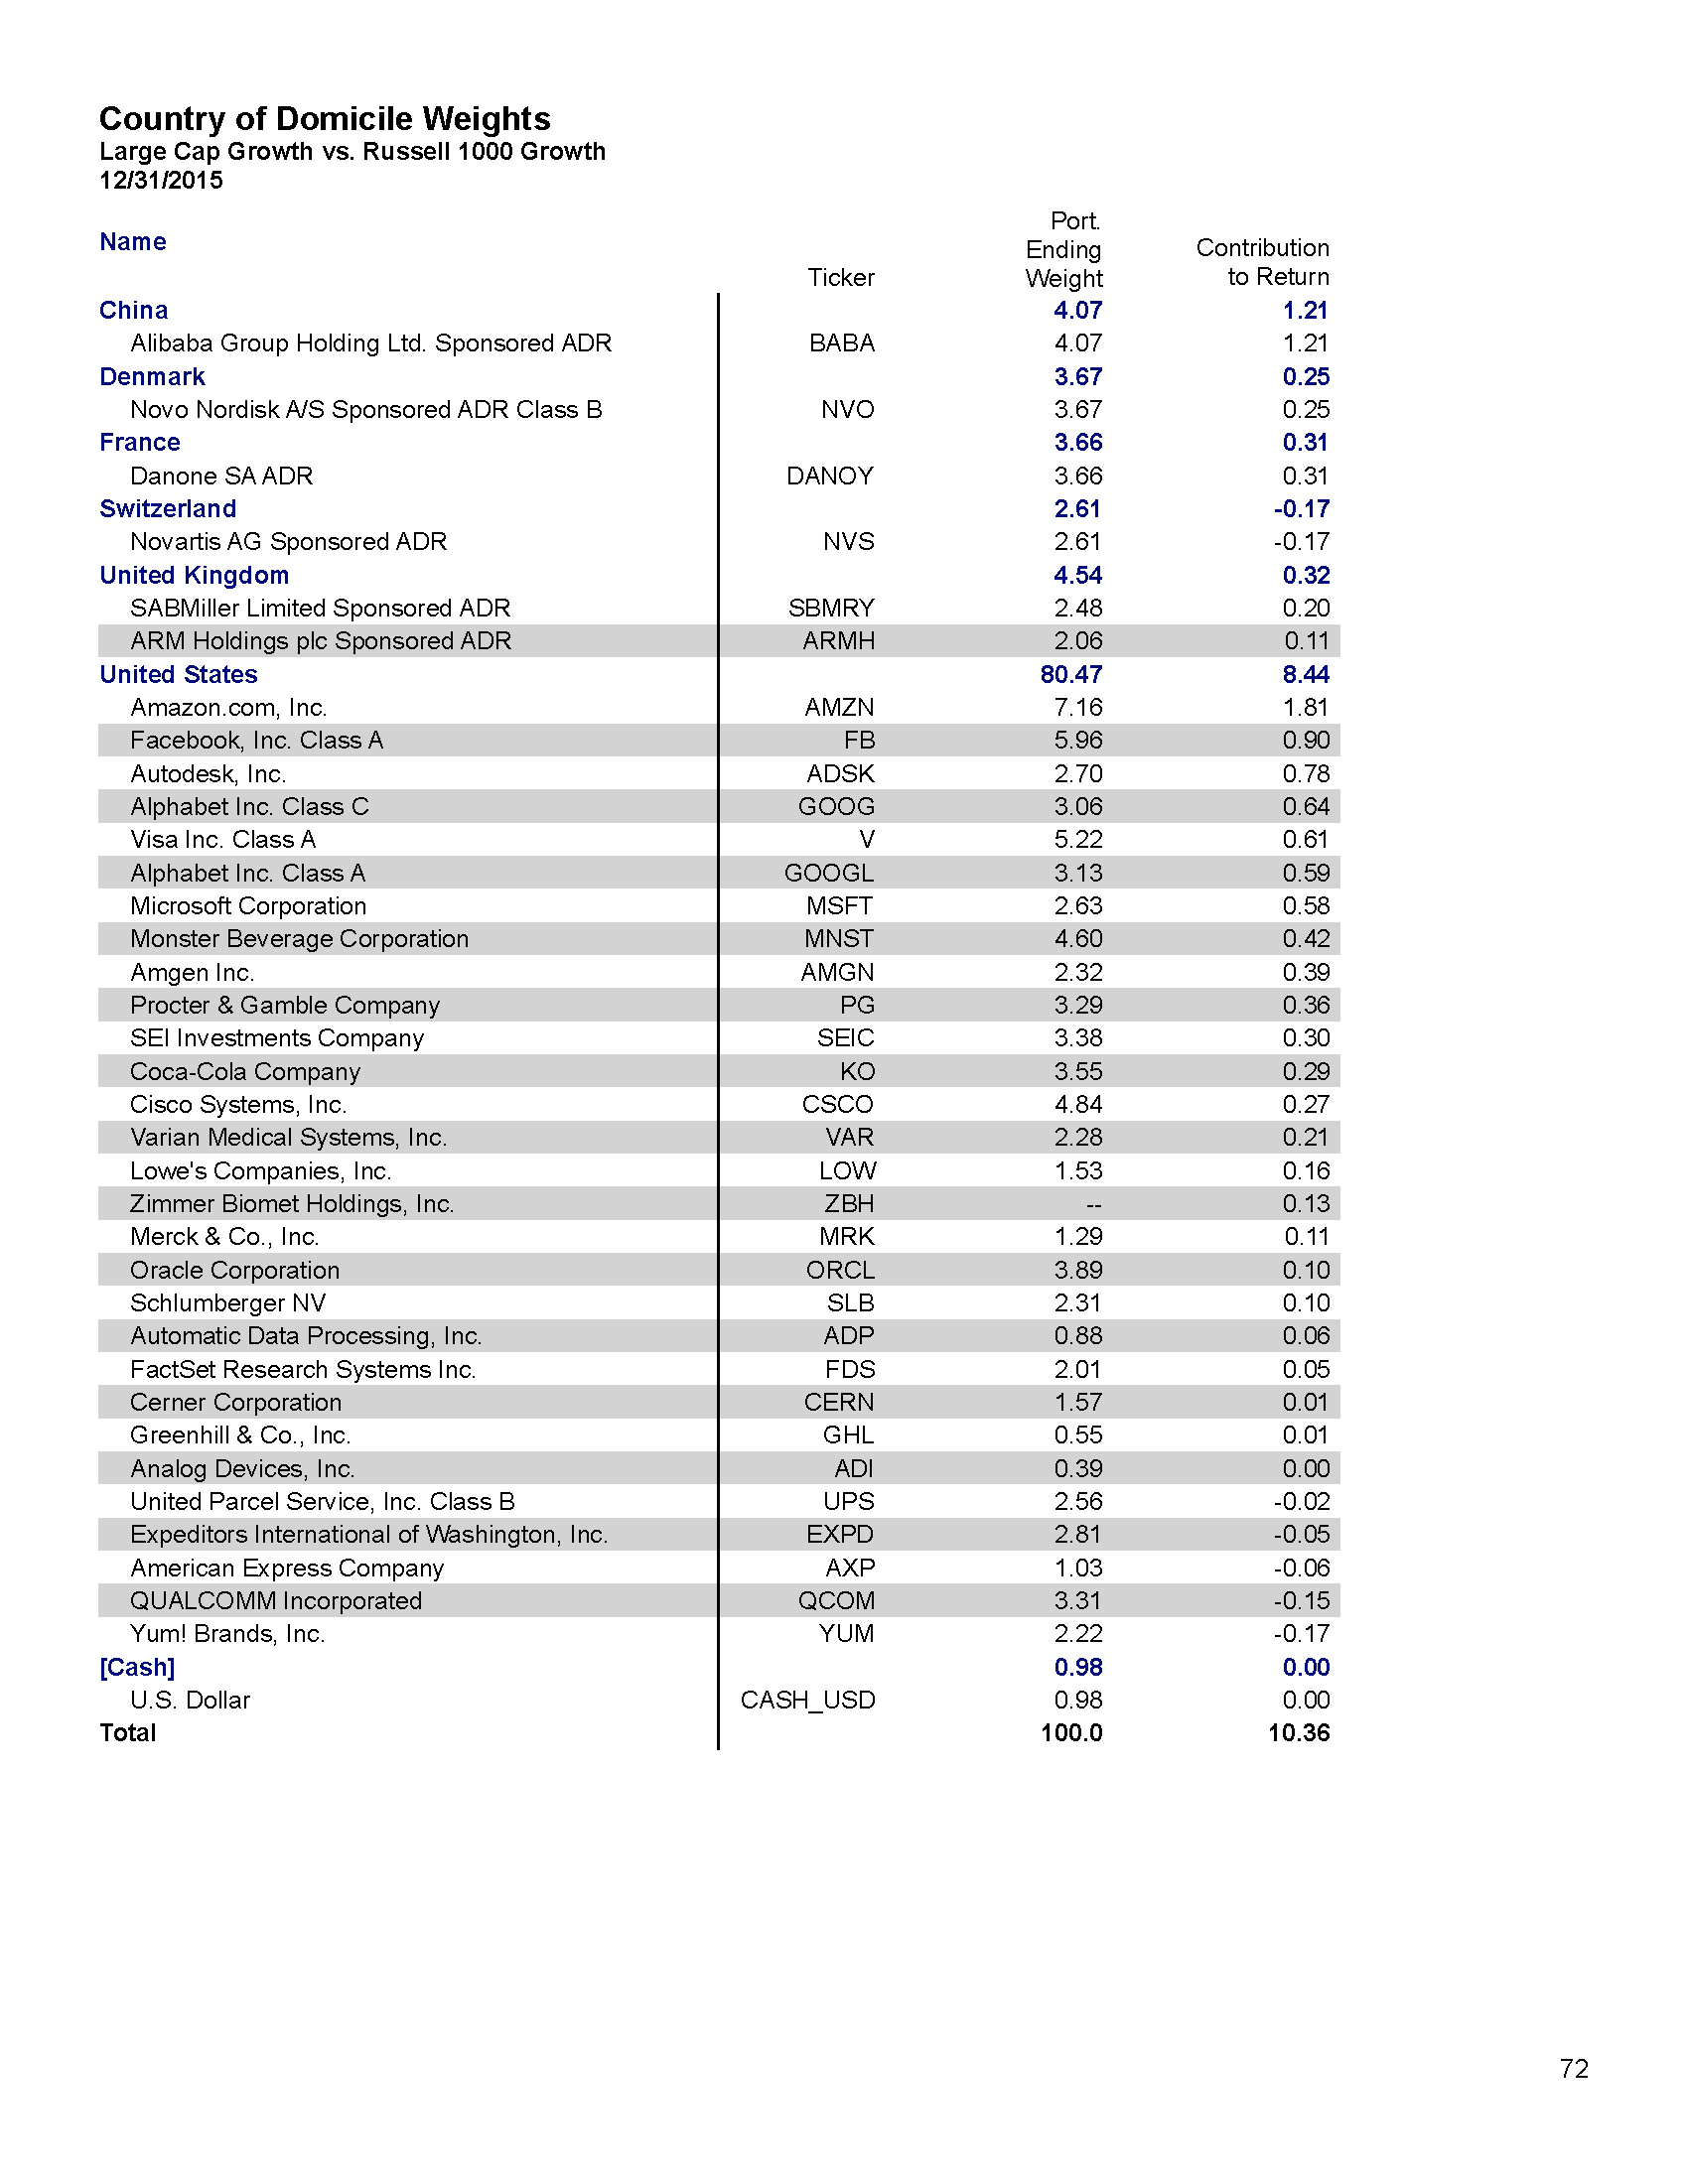 Country of Domicile Weights
Large Cap Growth vs. Russell 1000 Growth
12/31/2015
Name Ticker Port. Ending Weight Contribution to Return
China 4.07 1.21
Alibaba Group Holding Ltd. Sponsored ADR BABA 4.07 1.21
Denmark 3.67 0.25
Novo Nordisk A/S Sponsored ADR Class B NVO 3.67 0.25
France 3.66 0.31
Danone SA ADR DANOY 3.66 0.31
Switzerland 2.61 -0.17
Novartis AG Sponsored ADR NVS 2.61 -0.17
United Kingdom 4.54 0.32
SABMiller Limited Sponsored ADR SBMRY 2.48 0.20
ARM Holdings plc Sponsored ADR ARMH 2.06 0.11
United States 80.47 8.44
Amazon.com, Inc. AMZN 7.16 1.81
Facebook, Inc. Class A FB 5.96 0.90
Autodesk, Inc. ADSK 2.70 0.78
Alphabet Inc. Class C GOOG 3.06 0.64
Visa Inc. Class A V 5.22 0.61
Alphabet Inc. Class A GOOGL 3.13 0.59
Microsoft Corporation MSFT 2.63 0.58
Monster Beverage Corporation MNST 4.60 0.42
Amgen Inc. AMGN 2.32 0.39
Procter & Gamble Company PG 3.29 0.36
SEI Investments Company SEIC 3.38 0.30
Coca-Cola Company KO 3.55 0.29
Cisco Systems, Inc. CSCO 4.84 0.27
Varian Medical Systems, Inc. VAR 2.28 0.21
Lowe's Companies, Inc. LOW 1.53 0.16
Zimmer Biomet Holdings, Inc. ZBH -- 0.13
Merck & Co., Inc. MRK 1.29 0.11
Oracle Corporation ORCL 3.89 0.10
Schlumberger NV SLB 2.31 0.10
Automatic Data Processing, Inc. ADP 0.88 0.06
FactSet Research Systems Inc. FDS 2.01 0.05
Cerner Corporation CERN 1.57 0.01
Greenhill & Co., Inc. GHL 0.55 0.01
Analog Devices, Inc. ADI 0.39 0.00
United Parcel Service, Inc. Class B UPS 2.56 -0.02
Expeditors International of Washington, Inc. EXPD 2.81 -0.05
American Express Company AXP 1.03 -0.06
QUALCOMM Incorporated QCOM 3.31 -0.15
Yum! Brands, Inc. YUM 2.22 -0.17
[Cash] 0.98 0.00
U.S. Dollar CASH_USD 0.98 0.00
Total 100.0 10.36
72